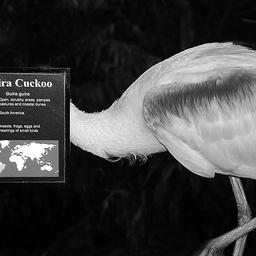 ira Cuckoo
Guira guira
Open, scrubby areas, pampas,
pastures and coastal dunes
South America
Insects, frogs, eggs and
nestlings of small birds